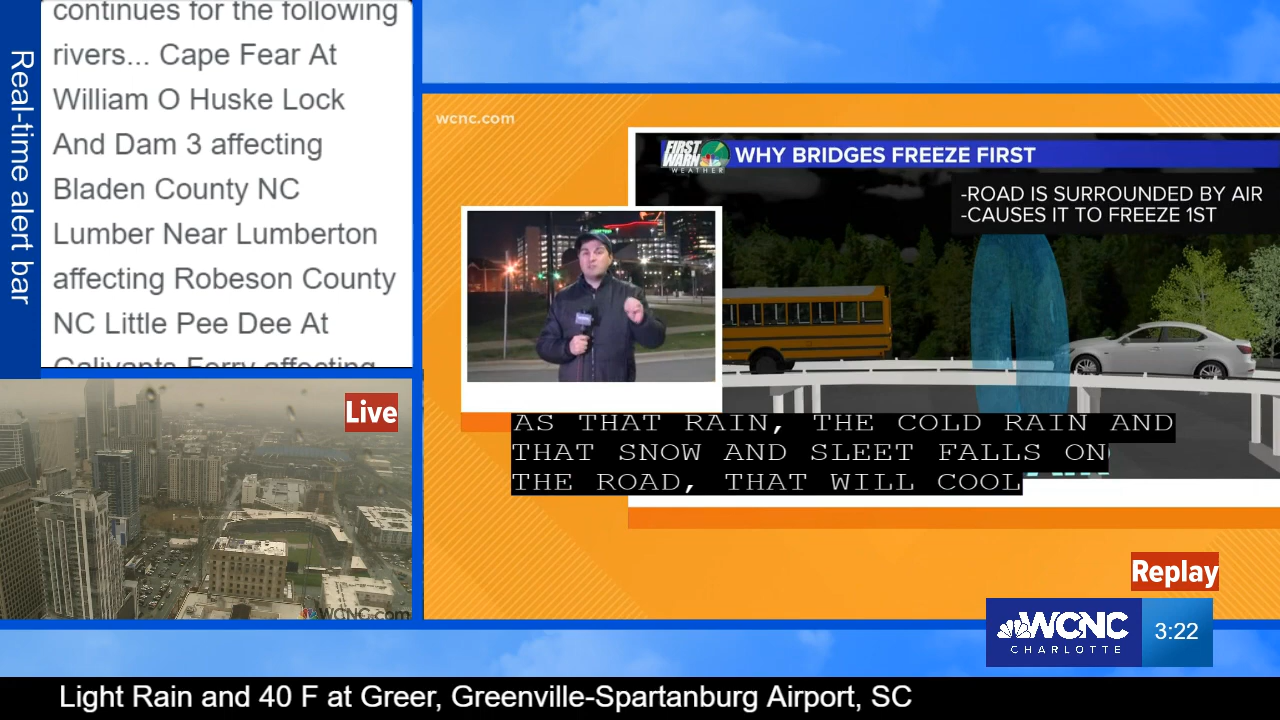 Real-time alert bar
continues for the following
rivers... Cape Fear At
William O Huske Lock
And Dam 3 affecting
Bladen County NC
Lumber Near Lumberton
affecting Robeson County
NC Little Pee Dee At
Galivants Ferry affecting
Live
WCNC.com
wcnc.com
FIRST
WARN
WEATHER
WHY BRIDGES FREEZE FIRST
-ROAD IS SURROUNDED BY AIR
-CAUSES IT TO FREEZE 1ST
AS THAT RAIN, THE COLD RAIN AND
THAT SNOW AND SLEET FALLS ON
THE ROAD, THAT WILL COOL
Replay
WCNC
CHARLOTTE
3:22
Light Rain and 40 F at Greer, Greenville-Spartanburg Airport, SC